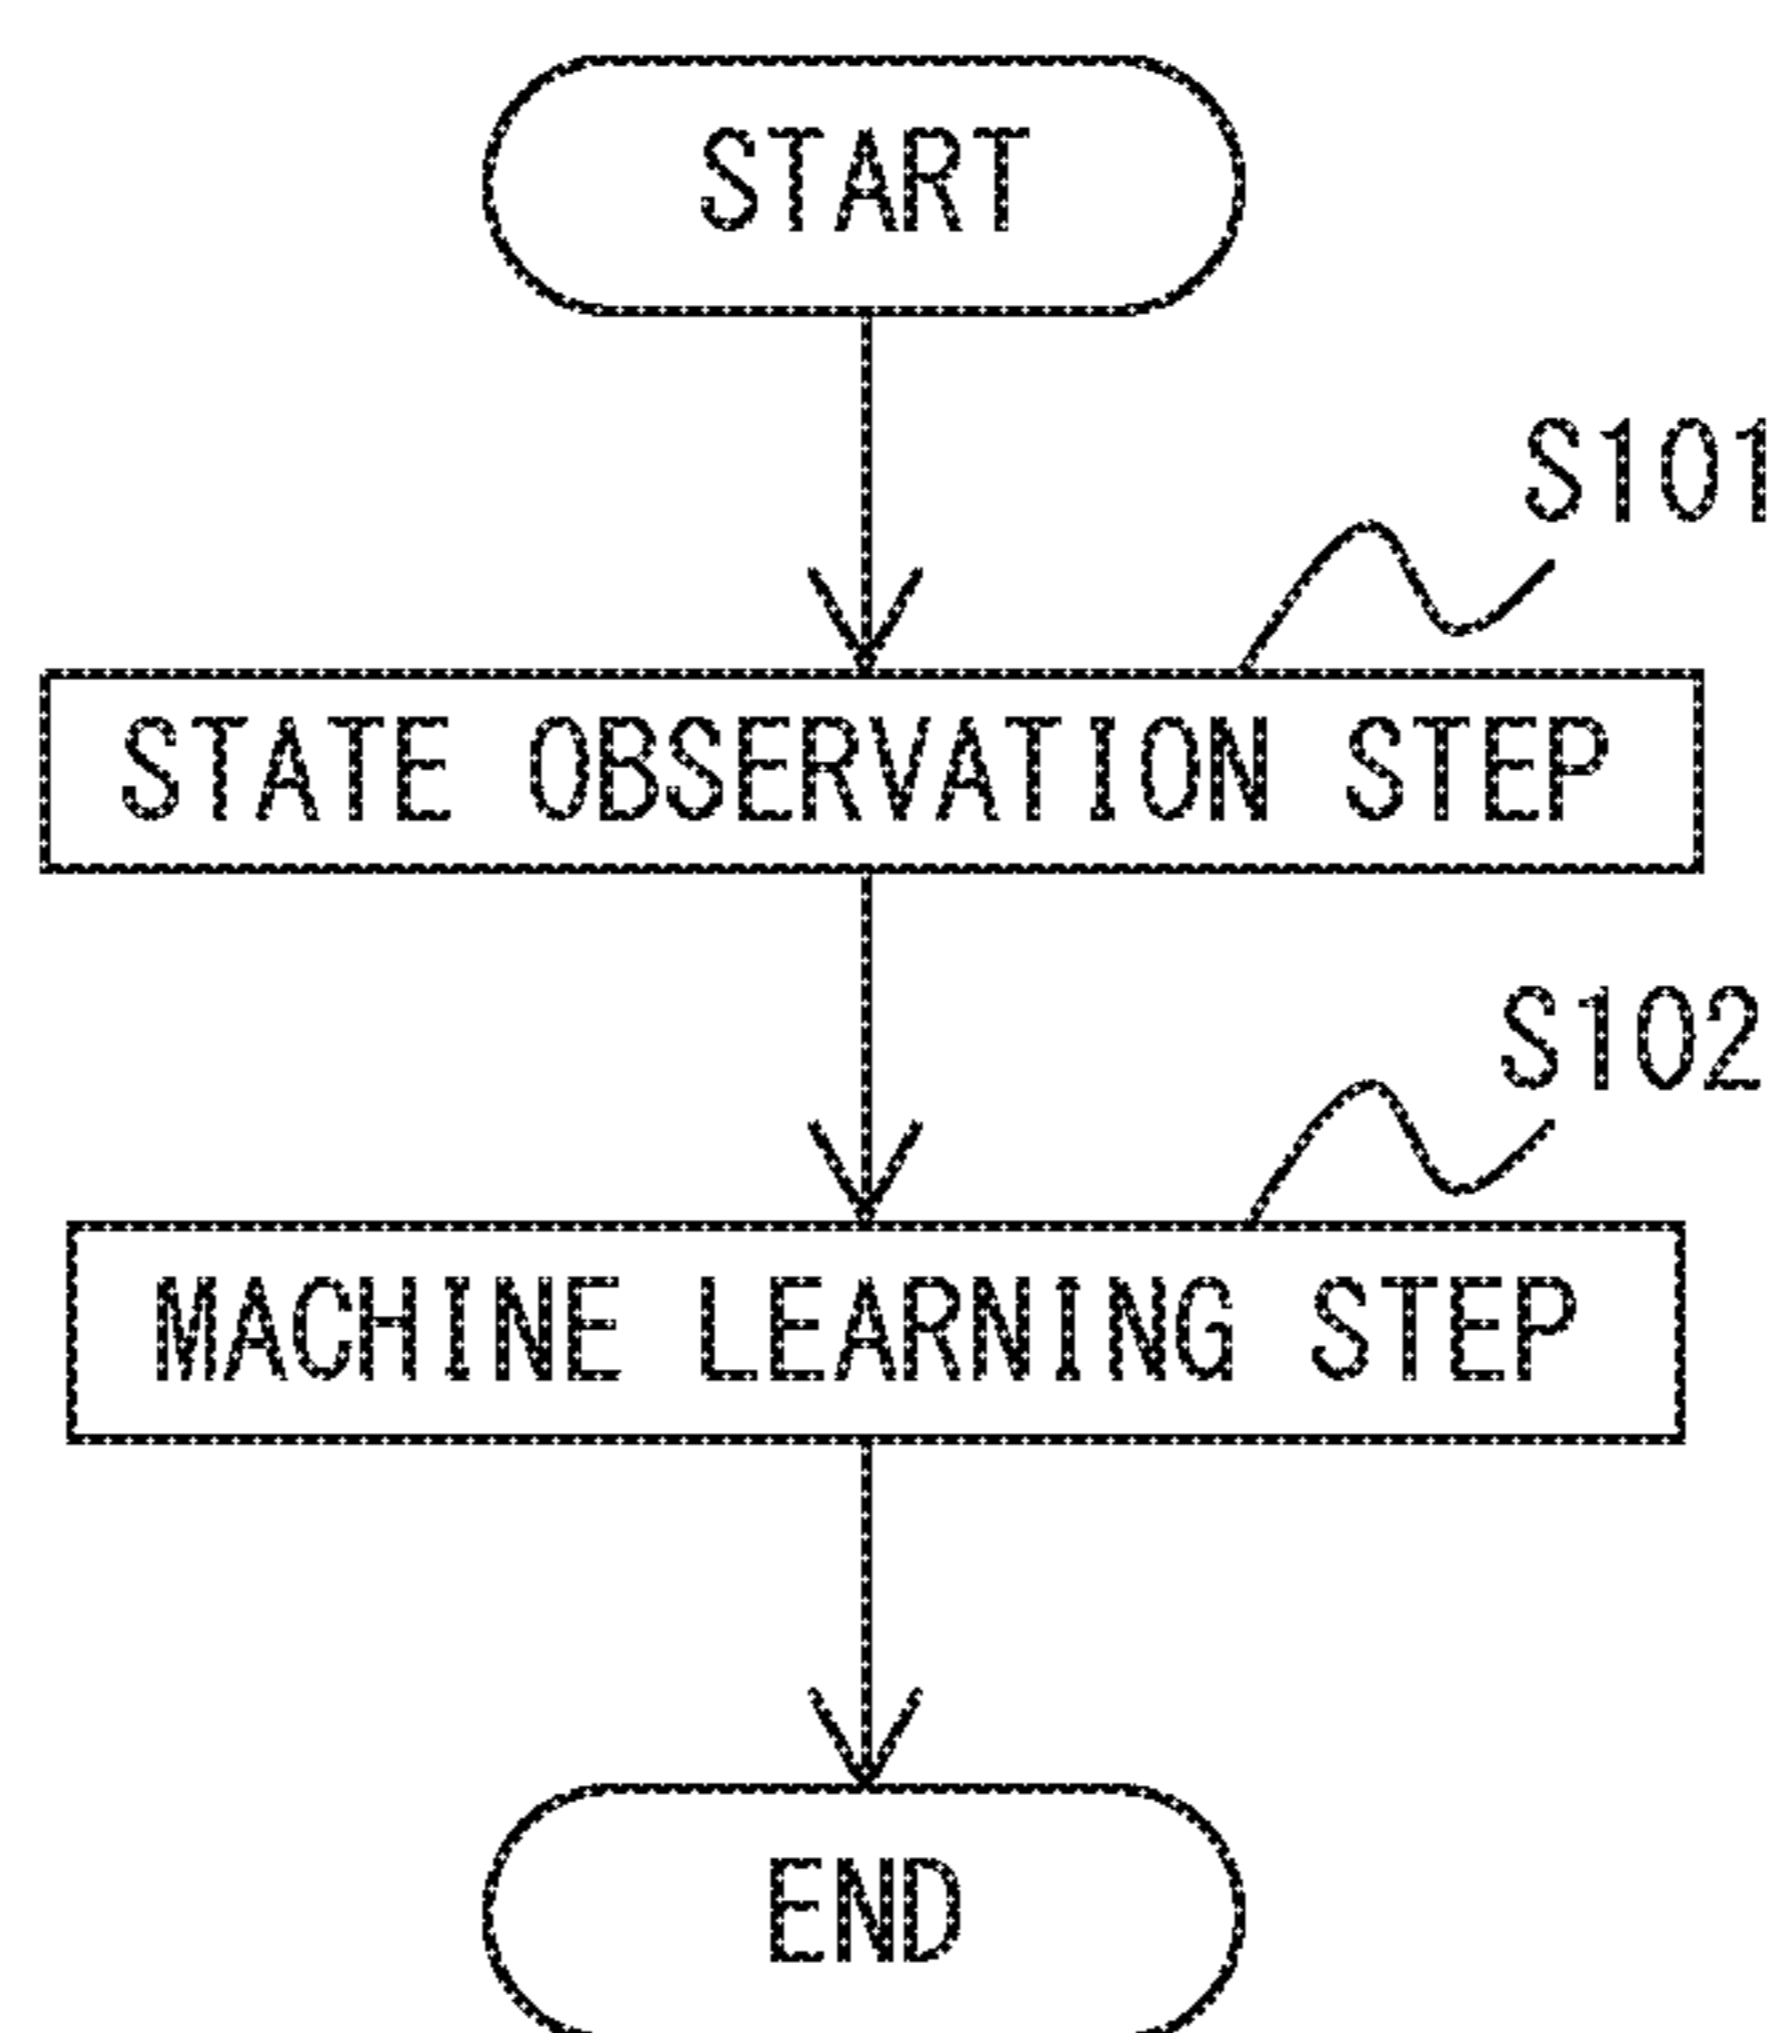 START
S101
STATE OBSERVATION STEP
S102
MACHINE LEARNING STEP
END